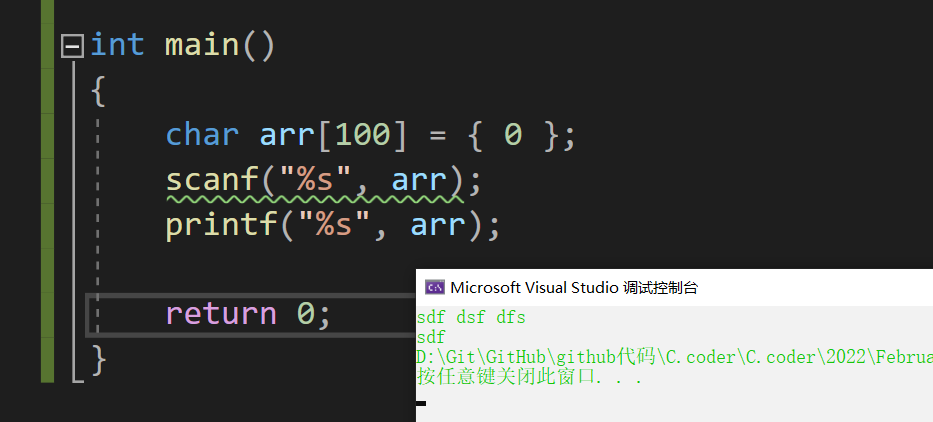 int main()
{
char arr[100] = { 0 };
scanf("%s", arr);
printf("%s", arr);
return 0;
}
Microsoft Visual Studio 调试控制台
sdf dsf dfs
sdf
D:\Git\GitHub\github代码\C.coder\C.coder\2022\Februa
按任意键关闭此窗口. . .